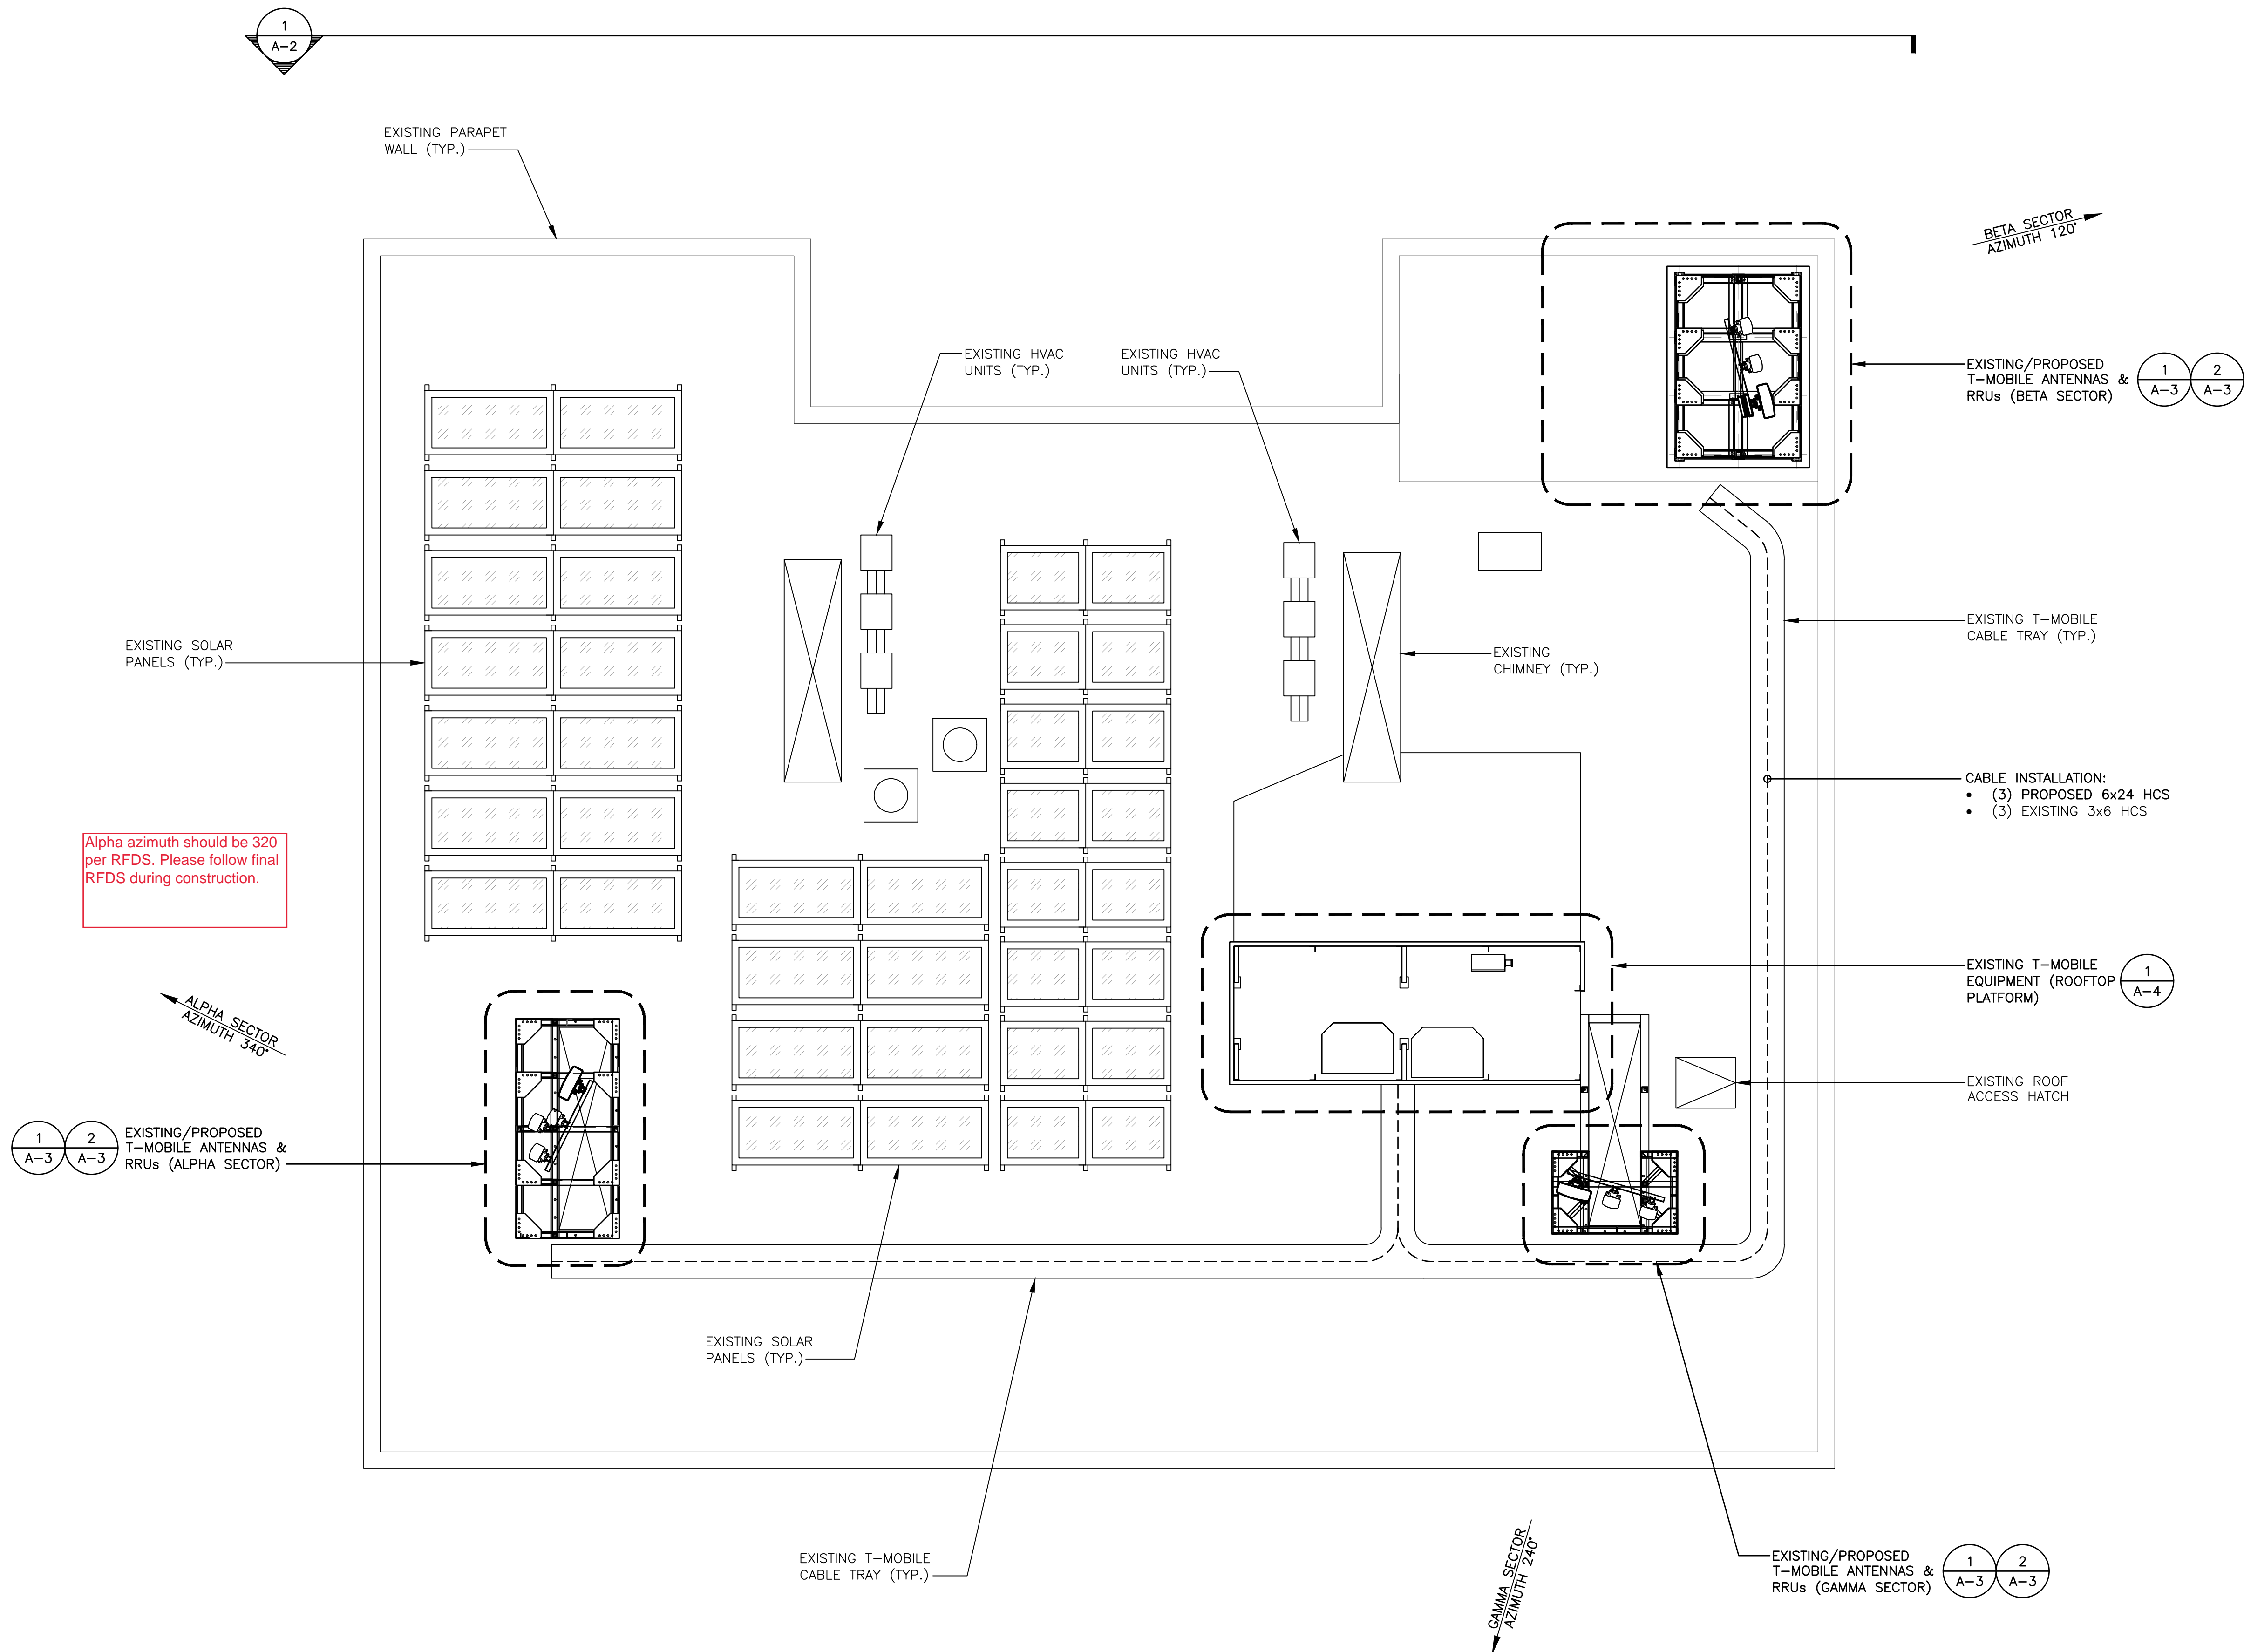 1
A-2
EXISTING PARAPET
WALL (TYP.)
BETA SECTOR
AZIMUTH 120°
EXISTING HVAC
UNITS (TYP.)
EXISTING HVAC
UNITS (TYP.)
EXISTING/PROPOSED
T-MOBILE ANTENNAS &
RRUs (BETA SECTOR)
1
A-3
2
A-3
EXISTING SOLAR
PANELS (TYP.)
EXISTING
CHIMNEY (TYP.)
EXISTING T-MOBILE
CABLE TRAY (TYP.)
CABLE INSTALLATION:
• (3) PROPOSED 6x24 HCS
• (3) EXISTING 3x6 HCS
Alpha azimuth should be 320
per RFDS. Please follow final
RFDS during construction.
EXISTING T-MOBILE
EQUIPMENT (ROOFTOP
PLATFORM)
1
A-4
ALPHA SECTOR
AZIMUTH 340°
EXISTING ROOF
ACCESS HATCH
1
A-3
2
A-3
EXISTING/PROPOSED
T-MOBILE ANTENNAS &
RRUs (ALPHA SECTOR)
EXISTING SOLAR
PANELS (TYP.)
EXISTING T-MOBILE
CABLE TRAY (TYP.)
GAMMA SECTOR
AZIMUTH 240°
EXISTING/PROPOSED
T-MOBILE ANTENNAS &
RRUs (GAMMA SECTOR)
1
A-3
2
A-3